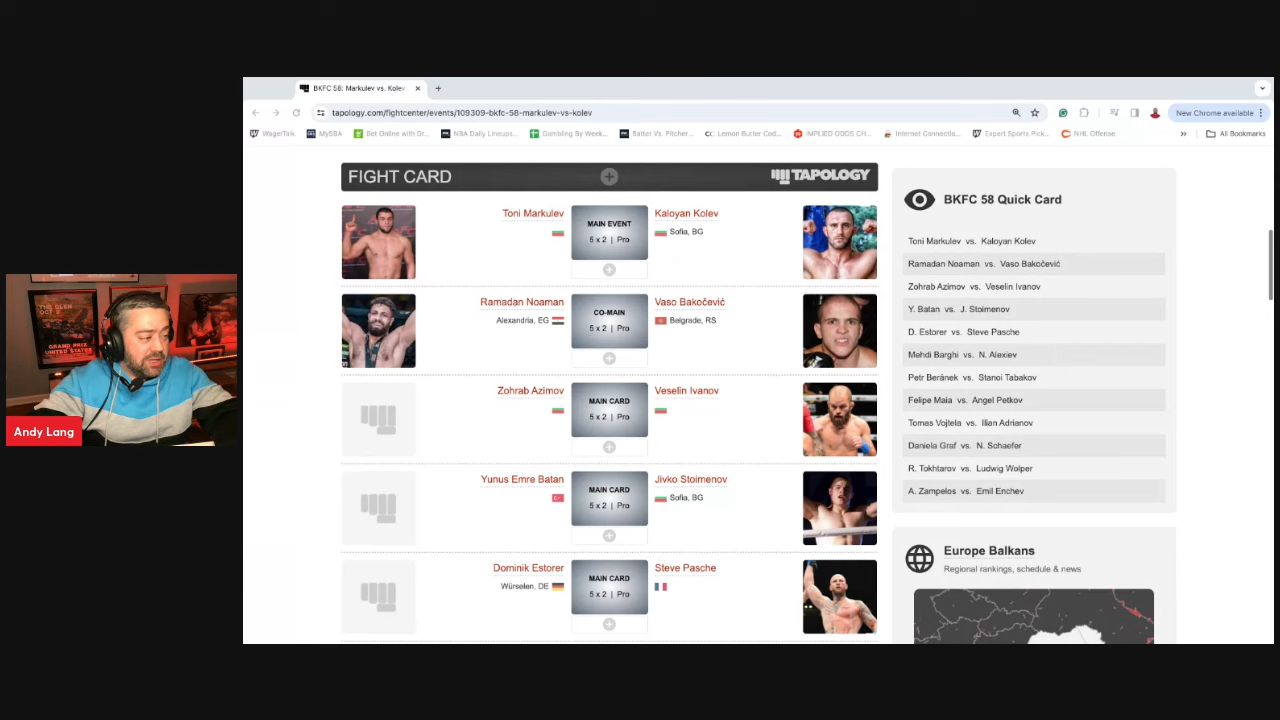 BKFC 58: Markulev vs. Kolev
tapology.com/fightcenter/events/109309-bkfc-58-markulev-vs-kolev
New Chrome available
WagerTalk
MyBBA
Bet Online with Dr...
NBA Daily Lineups...
Gambling By Week...
Batter Vs. Pitcher...
Lemon Butter Cod...
IMPLIED ODDS CH...
Internet Connectio...
Expert Sports Pick...
NHL Offense
All Bookmarks
FIGHT CARD
TAPOLOGY
Toni Markulev
MAIN EVENT
5 x 2 | Pro
Kaloyan Kolev
Sofia, BG
Ramadan Noaman
Alexandria, EG
CO-MAIN
5 x 2 | Pro
Vaso Bakočević
Belgrade, RS
Zohrab Azimov
MAIN CARD
5 x 2 | Pro
Veselin Ivanov
Yunus Emre Batan
MAIN CARD
5 x 2 | Pro
Jivko Stoimenov
Sofia, BG
Dominik Estorer
Würselen, DE
MAIN CARD
5 x 2 | Pro
Steve Pasche
BKFC 58 Quick Card
Toni Markulev vs. Kaloyan Kolev
Ramadan Noaman vs. Vaso Bakočević
Zohrab Azimov vs. Veselin Ivanov
Y. Batan vs. J. Stoimenov
D. Estorer vs. Steve Pasche
Mehdi Barghi vs. N. Alexiev
Petr Beránek vs. Stanoi Tabakov
Felipe Maia vs. Angel Petkov
Tomas Vojtela vs. Ilian Adrianov
Daniela Graf vs. N. Schaefer
R. Tokhtarov vs. Ludwig Wolper
A. Zampelos vs. Emil Enchev
Europe Balkans
Regional rankings, schedule & news
THE GLEN
OCT 5
GRAND PRIX
UNITED STATES
Andy Lang